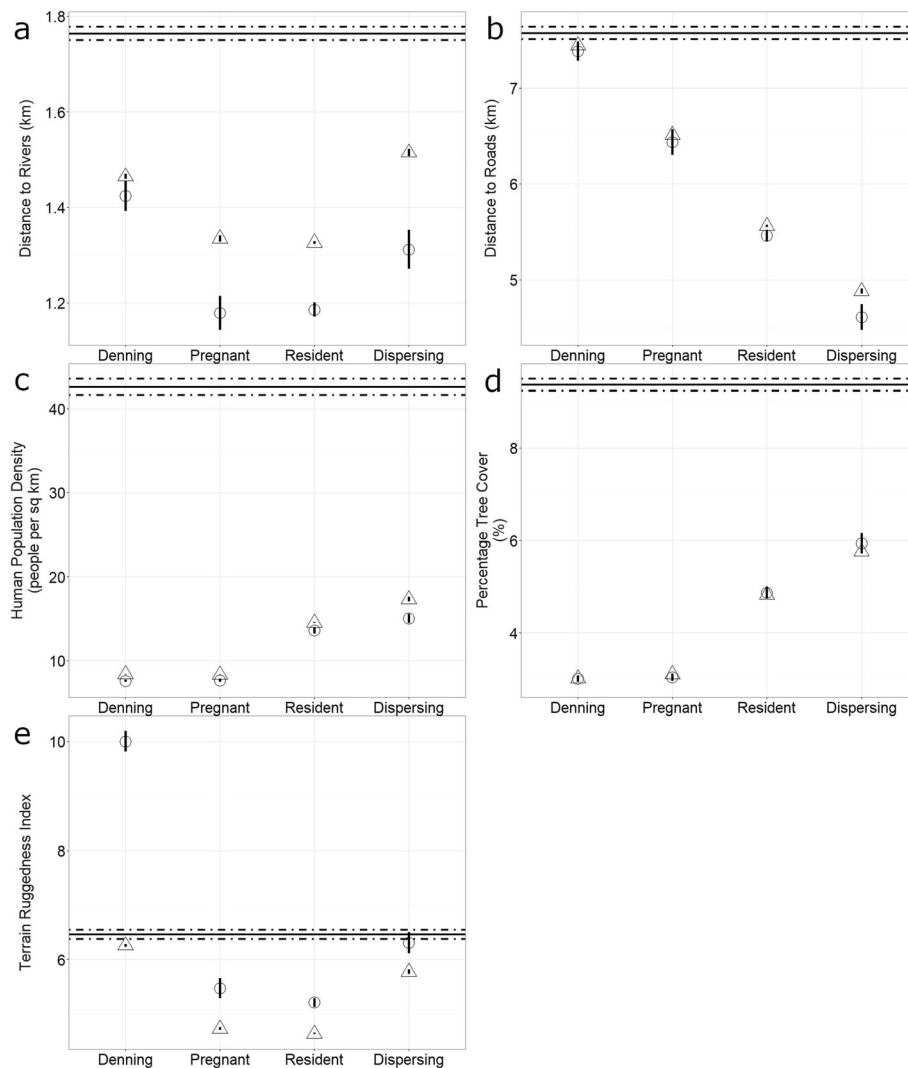 a
1.8
1.6
1.4
1.2
Distance to Rivers (km)
Denning Pregnant Resident Dispersing
b
7
6
5
Distance to Roads (km)
Denning Pregnant Resident Dispersing
c
40
30
20
10
Human Population Density
(people per sq km)
Denning Pregnant Resident Dispersing
d
8
6
4
Percentage Tree Cover
(%)
Denning Pregnant Resident Dispersing
e
10
8
6
Terrain Ruggedness Index
Denning Pregnant Resident Dispersing